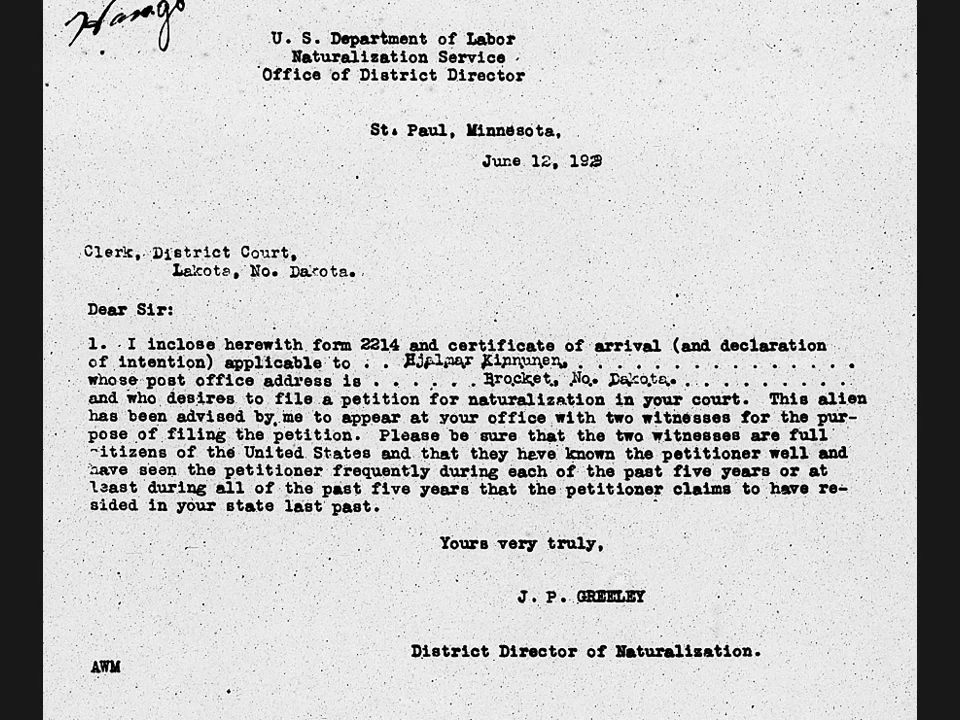 U. S. Department of Labor
Naturalization Service
Office of District Director
St. Paul, Minnesota,
June 12, 192
Clerk, District Court,
Lakota, No. Dakota.
Dear Sir:
1. I inclose herewith form 2214 and certificate of arrival (and declaration
of intention) applicable to . . Hjalmar Kinnunen. . . . . . . . . . . . . . . . .
whose post office address is . . . . . . Brocket, No. Dakota. . . . . . . . . . .
and who desires to file a petition for naturalization in your court. This alien
has been advised by me to appear at your office with two witnesses for the pur-
pose of filing the petition. Please be sure that the two witnesses are full
citizens of the United States and that they have known the petitioner well and
have seen the petitioner frequently during each of the past five years or at
least during all of the past five years that the petitioner claims to have re-
sided in your state last past.
Yours very truly,
J. P. GREELEY
District Director of Naturalization.
AWM